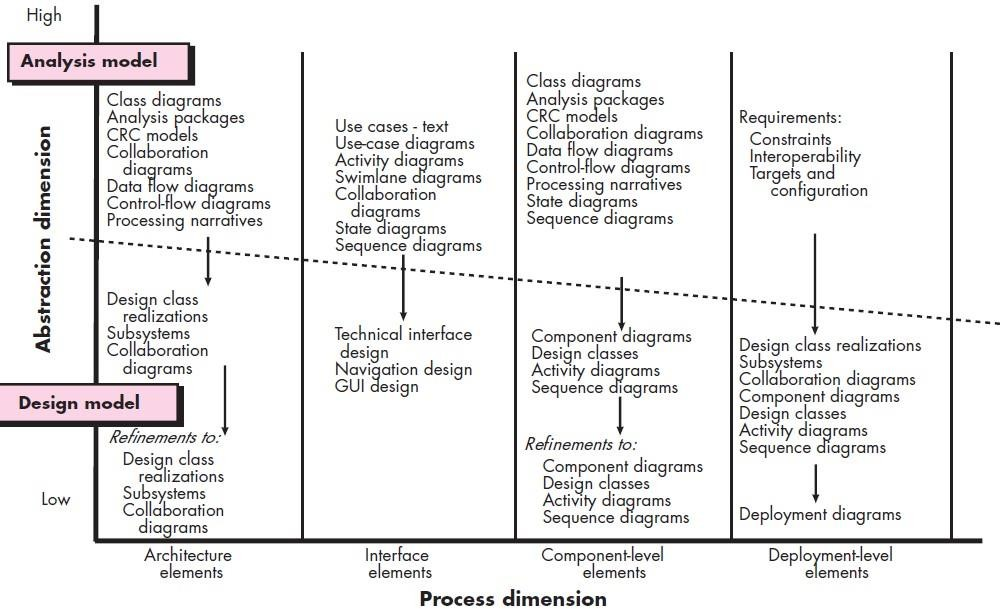 High
Analysis model
Abstraction dimension
Design model
Low
Class diagrams
Analysis packages
CRC models
Collaboration
diagrams
Data flow diagrams
Control-flow diagrams
Processing narratives
Design class
realizations
Subsystems
Collaboration
diagrams
Refinements to:
Design class
realizations
Subsystems
Collaboration
diagrams
Architecture
elements
Use cases - text
Use-case diagrams
Activity diagrams
Swimlane diagrams
Collaboration
diagrams
State diagrams
Sequence diagrams
Technical interface
design
Navigation design
GUI design
Interface
elements
Class diagrams
Analysis packages
CRC models
Collaboration diagrams
Data flow diagrams
Control-flow diagrams
Processing narratives
State diagrams
Sequence diagrams
Component diagrams
Design classes
Activity diagrams
Sequence diagrams
Refinements to:
Component diagrams
Design classes
Activity diagrams
Sequence diagrams
Component-level
elements
Requirements:
Constraints
Interoperability
Targets and
configuration
Design class realizations
Subsystems
Collaboration diagrams
Component diagrams
Design classes
Activity diagrams
Sequence diagrams
Deployment diagrams
Deployment-level
elements
Process dimension